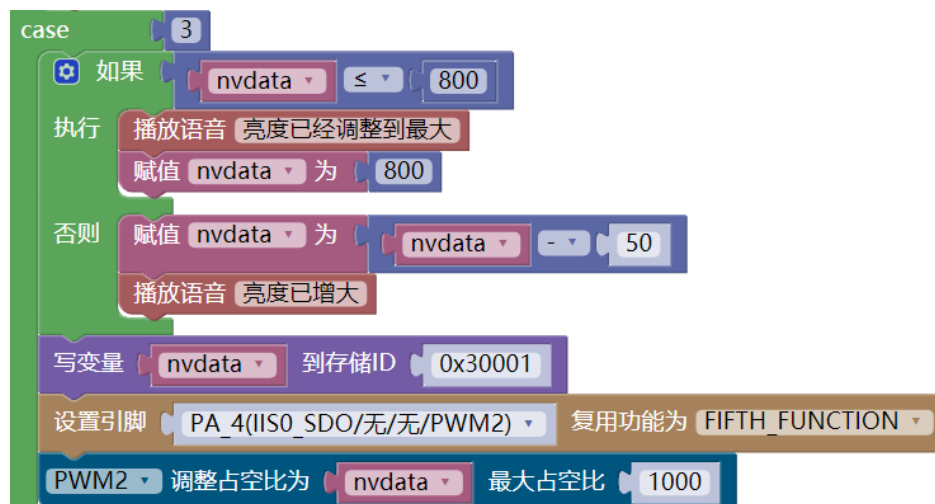 case 3
如果 nvdata ≤ 800
执行 播放语音 亮度已经调整到最大
赋值 nvdata 为 800
否则 赋值 nvdata 为 nvdata - 50
播放语音 亮度已增大
写变量 nvdata 到存储ID 0x30001
设置引脚 PA_4(IIS0_SDO/无/无/PWM2) 复用功能为 FIFTH_FUNCTION
PWM2 调整占空比为 nvdata 最大占空比 1000